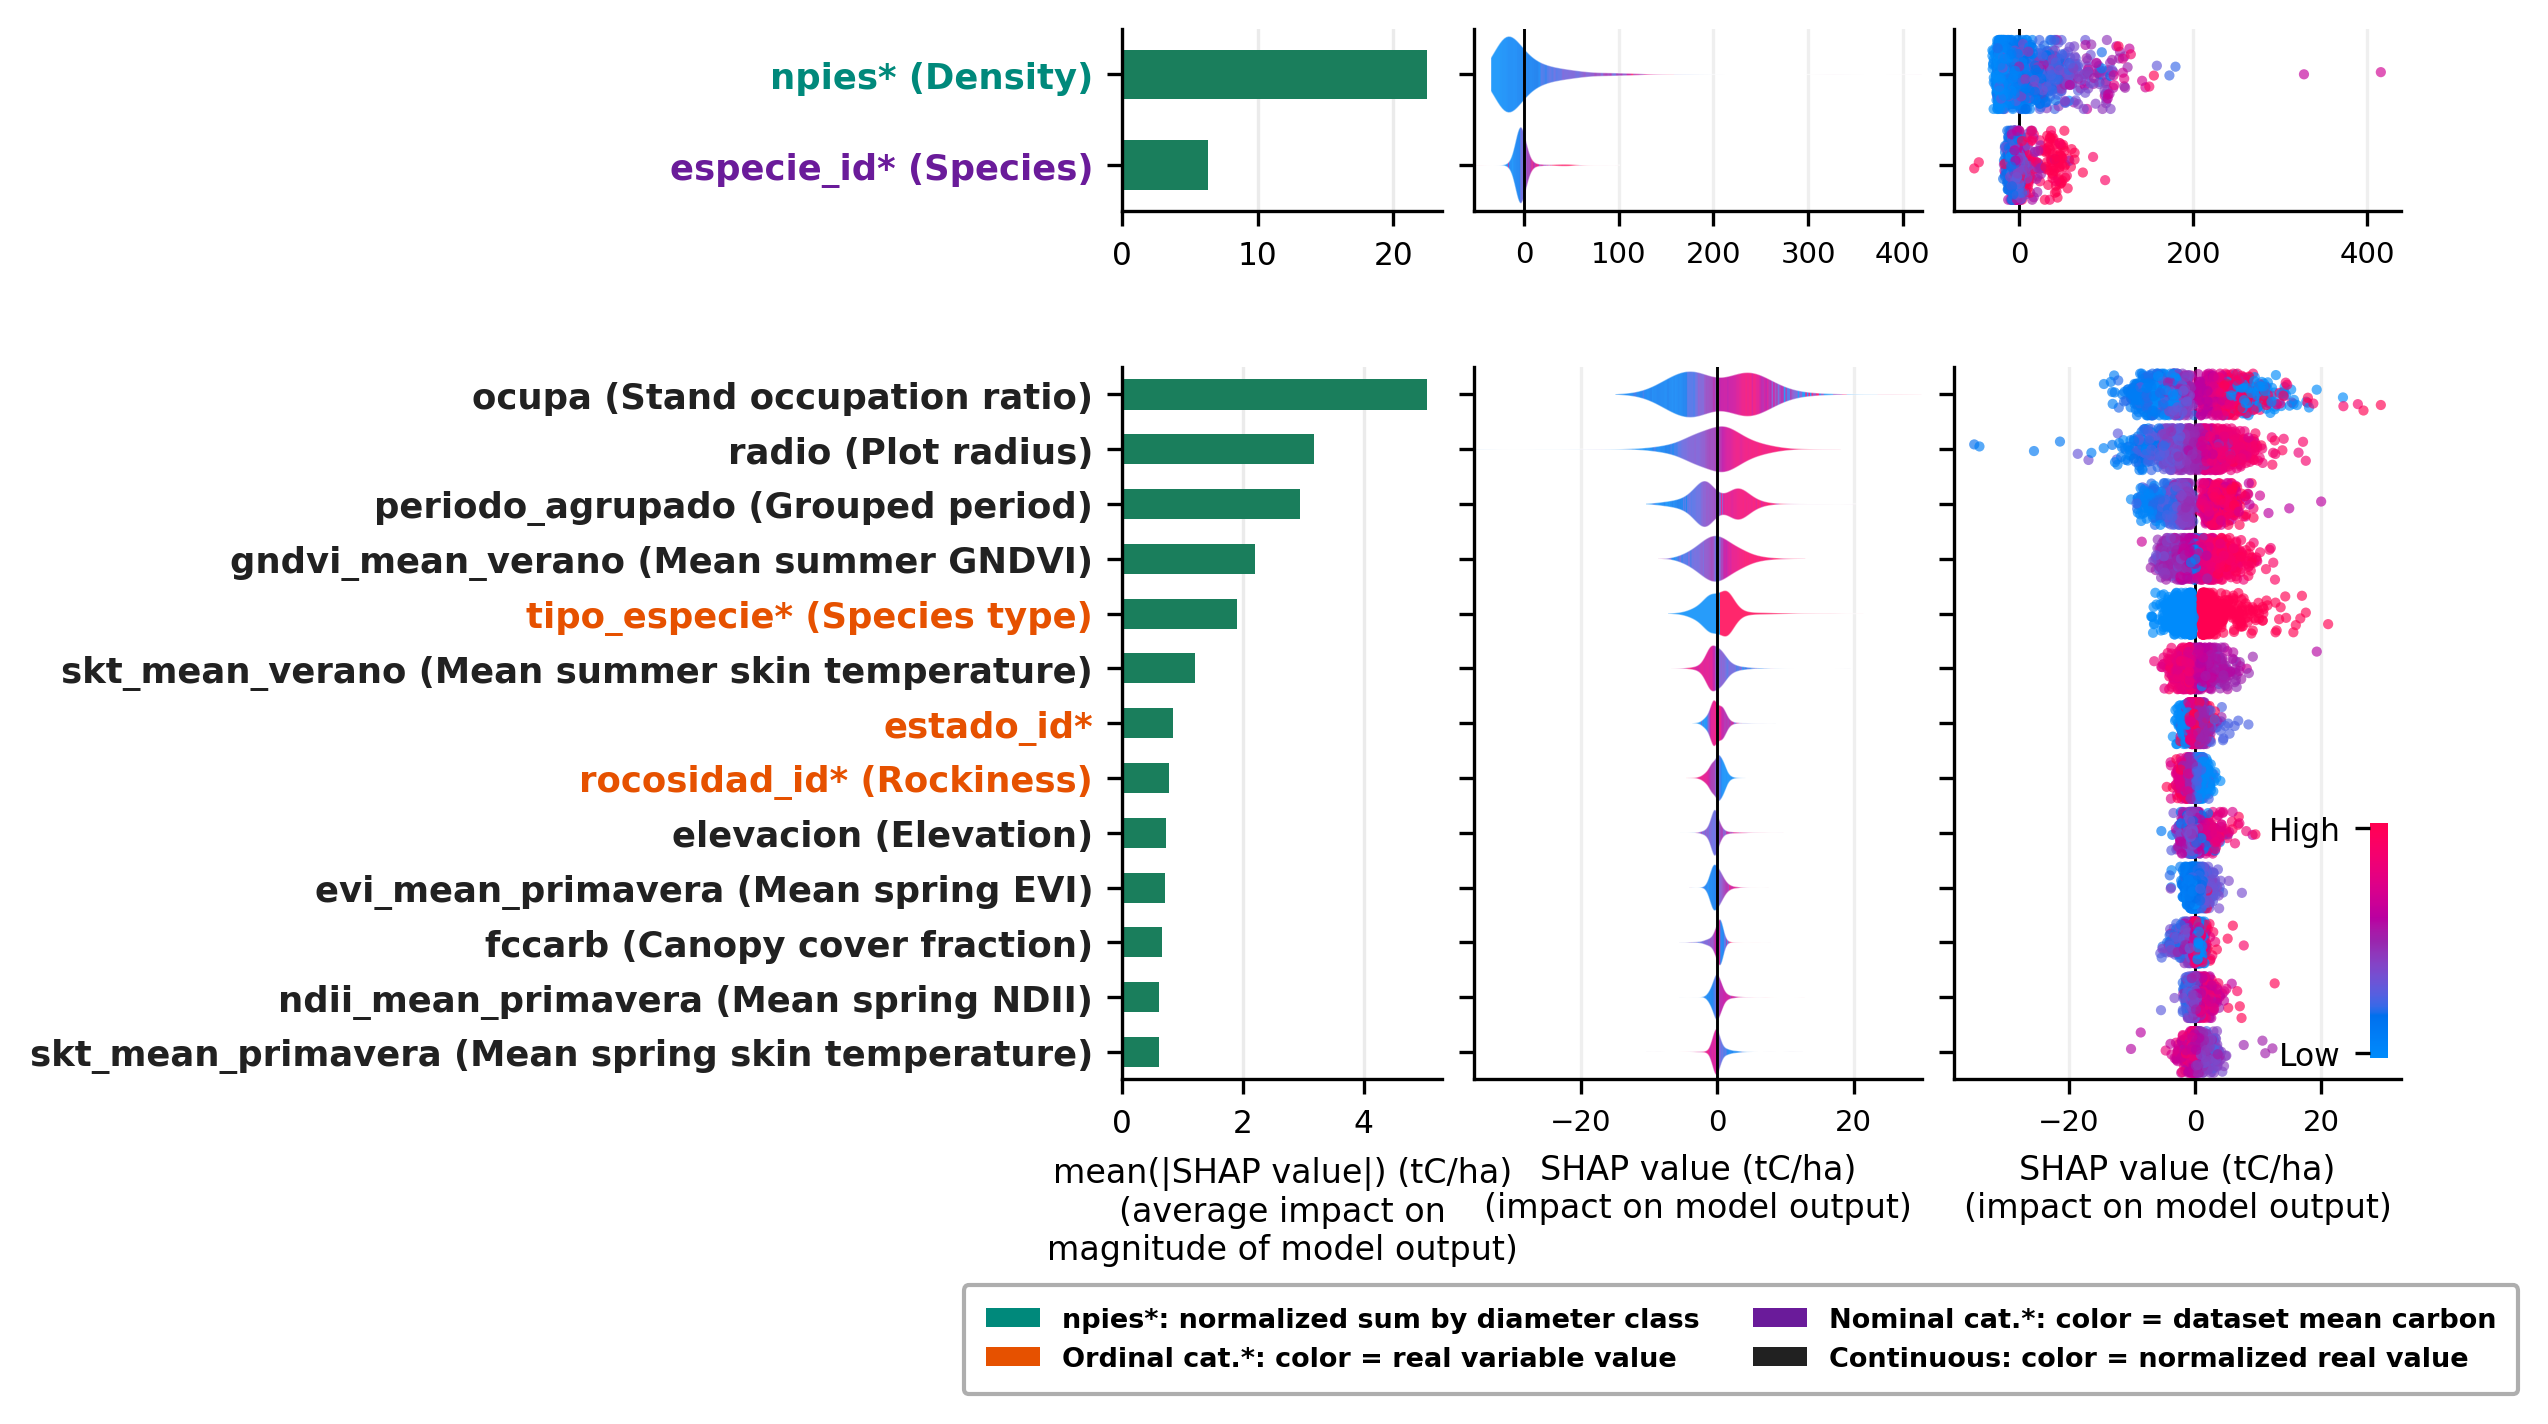 npies* (Density)
especie_id* (Species)
0 10 20
0 100 200 300 400
0 200 400
ocupa (Stand occupation ratio)
radio (Plot radius)
periodo_agrupado (Grouped period)
gndvi_mean_verano (Mean summer GNDVI)
tipo_especie* (Species type)
skt_mean_verano (Mean summer skin temperature)
estado_id*
rocosidad_id* (Rockiness)
elevacion (Elevation)
evi_mean_primavera (Mean spring EVI)
fccarb (Canopy cover fraction)
ndii_mean_primavera (Mean spring NDII)
skt_mean_primavera (Mean spring skin temperature)
High
Low
0 2 4
−20 0 20
−20 0 20
mean(|SHAP value|) (tC/ha)
(average impact on
magnitude of model output)
SHAP value (tC/ha)
(impact on model output)
SHAP value (tC/ha)
(impact on model output)
npies*: normalized sum by diameter class
Ordinal cat.*: color = real variable value
Nominal cat.*: color = dataset mean carbon
Continuous: color = normalized real value